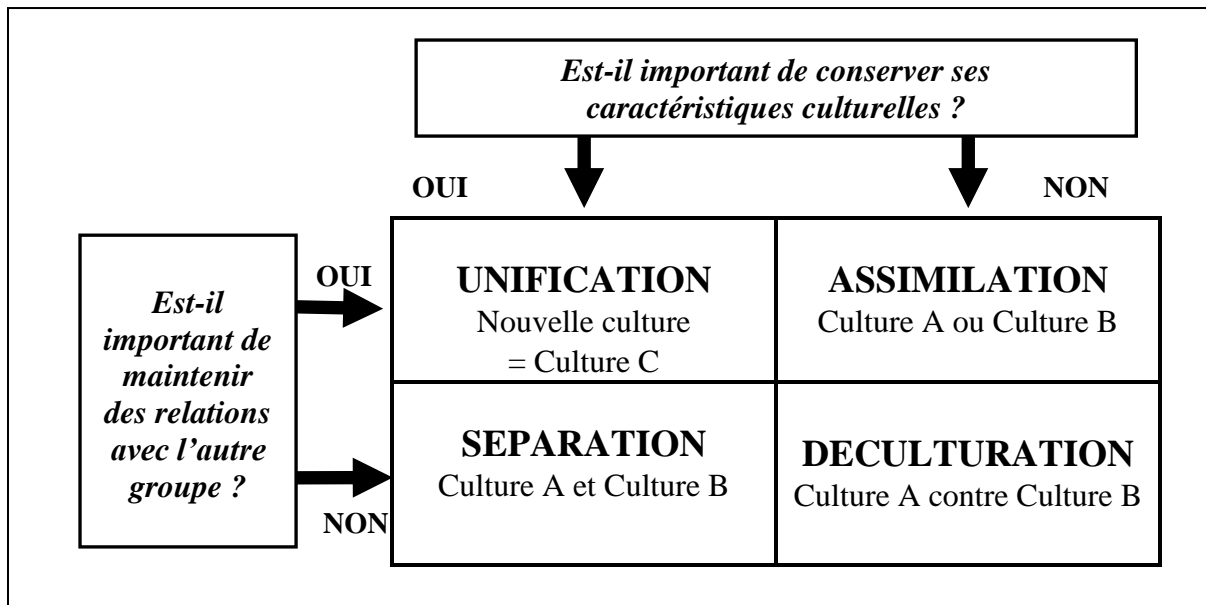 Est-il important de conserver ses
caractéristiques culturelles ?
OUI
NON
Est-il
important de
maintenir
des relations
avec l'autre
groupe ?
OUI
NON
UNIFICATION
Nouvelle culture
= Culture C
ASSIMILATION
Culture A ou Culture B
SEPARATION
Culture A et Culture B
DECULTURATION
Culture A contre Culture B